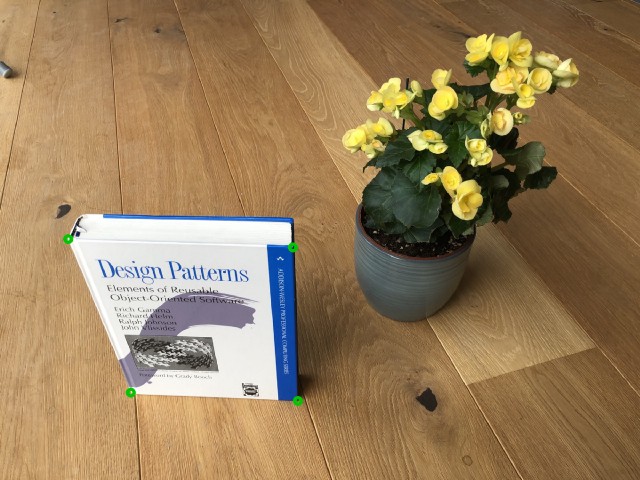 Design Patterns
Elements of Reusable
Object-Oriented Software
Erich Gamma
Richard Helm
Ralph Johnson
John Vlissides
Foreword by Grady Booch
ADDISON-WESLEY PROFESSIONAL COMPUTING SERIES